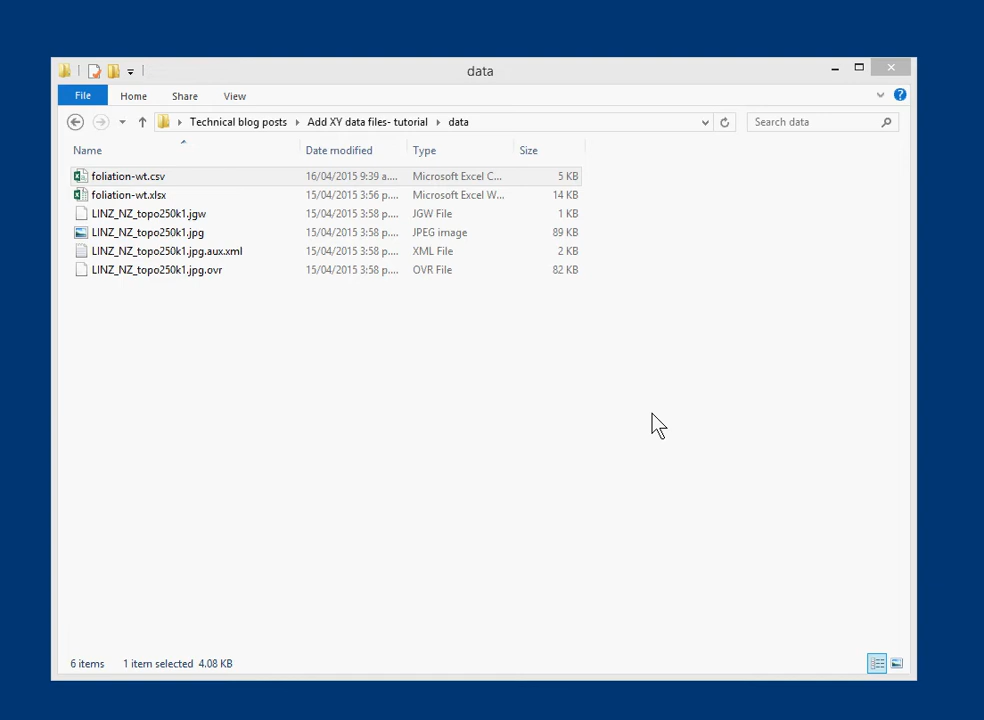 data
File Home Share View
Technical blog posts Add XY data files- tutorial data Search data
Name Date modified Type Size
foliation-wt.csv 16/04/2015 9:39 a.... Microsoft Excel C... 5 KB
foliation-wt.xlsx 15/04/2015 3:56 p.... Microsoft Excel W... 14 KB
LINZ_NZ_topo250k1.jgw 15/04/2015 3:58 p.... JGW File 1 KB
LINZ_NZ_topo250k1.jpg 15/04/2015 3:58 p.... JPEG image 89 KB
LINZ_NZ_topo250k1.jpg.aux.xml 15/04/2015 3:58 p.... XML File 2 KB
LINZ_NZ_topo250k1.jpg.ovr 15/04/2015 3:58 p.... OVR File 82 KB
6 items 1 item selected 4.08 KB